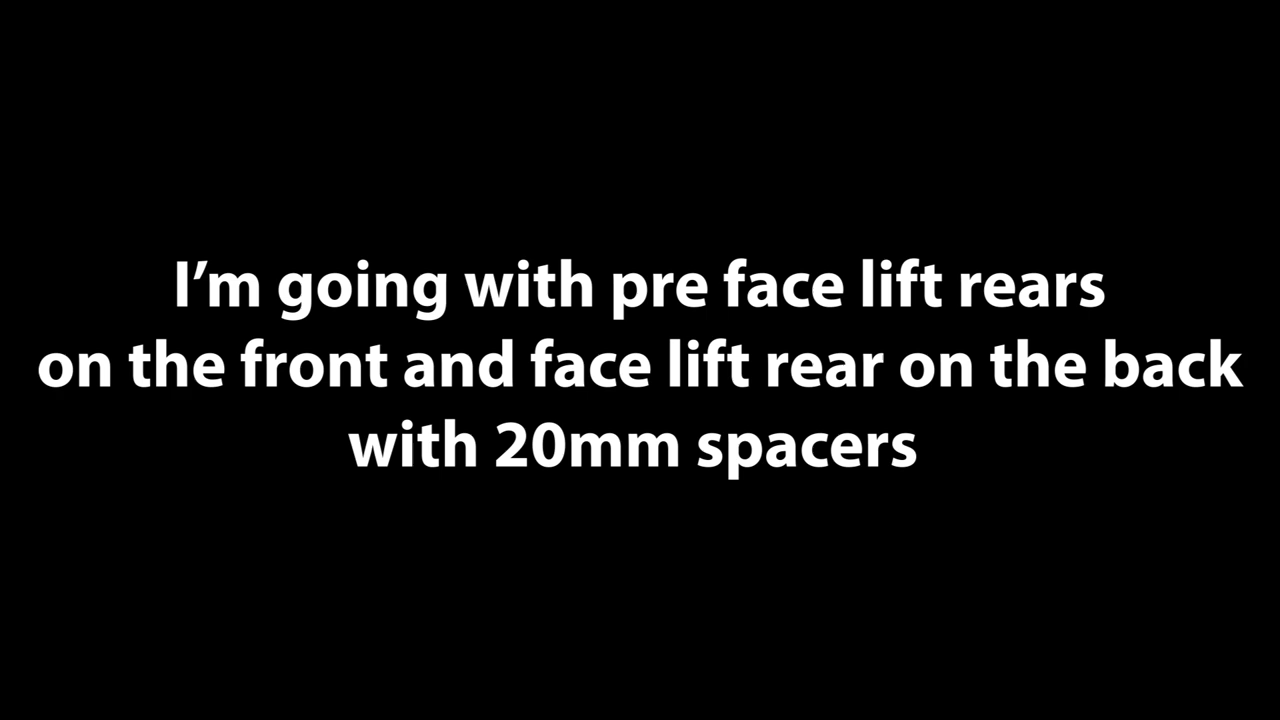 I’m going with pre face lift rears
on the front and face lift rear on the back
with 20mm spacers